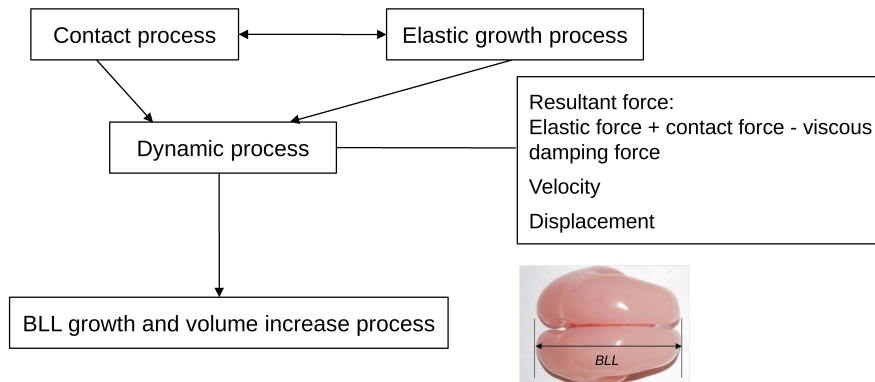 Contact process
Elastic growth process
Resultant force:
Elastic force + contact force - viscous
damping force
Velocity
Displacement
Dynamic process
BLL growth and volume increase process
BLL